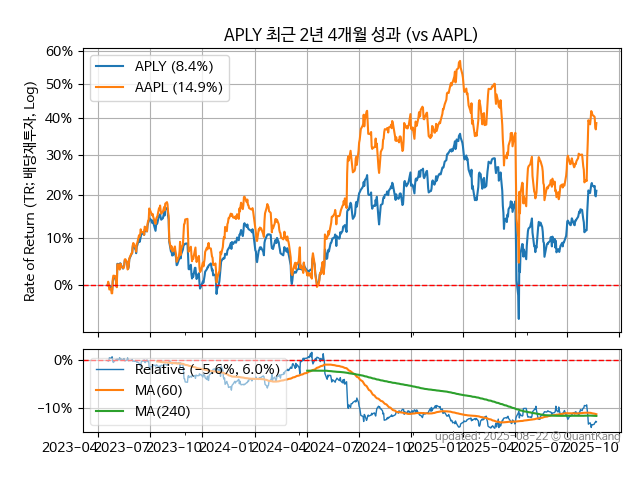 APLY 최근 2년 4개월 성과 (vs AAPL)
60%
50%
40%
30%
20%
10%
0%
Rate of Return (TR: 배당재투자, Log)
APLY (8.4%)
AAPL (14.9%)
0%
−10%
Relative (−5.6%, 6.0%)
MA(60)
MA(240)
updated: 2025-08-22 © QuantKang
2023-04 2023-07 2023-10 2024-01 2024-04 2024-07 2024-10 2025-01 2025-04 2025-07 2025-10